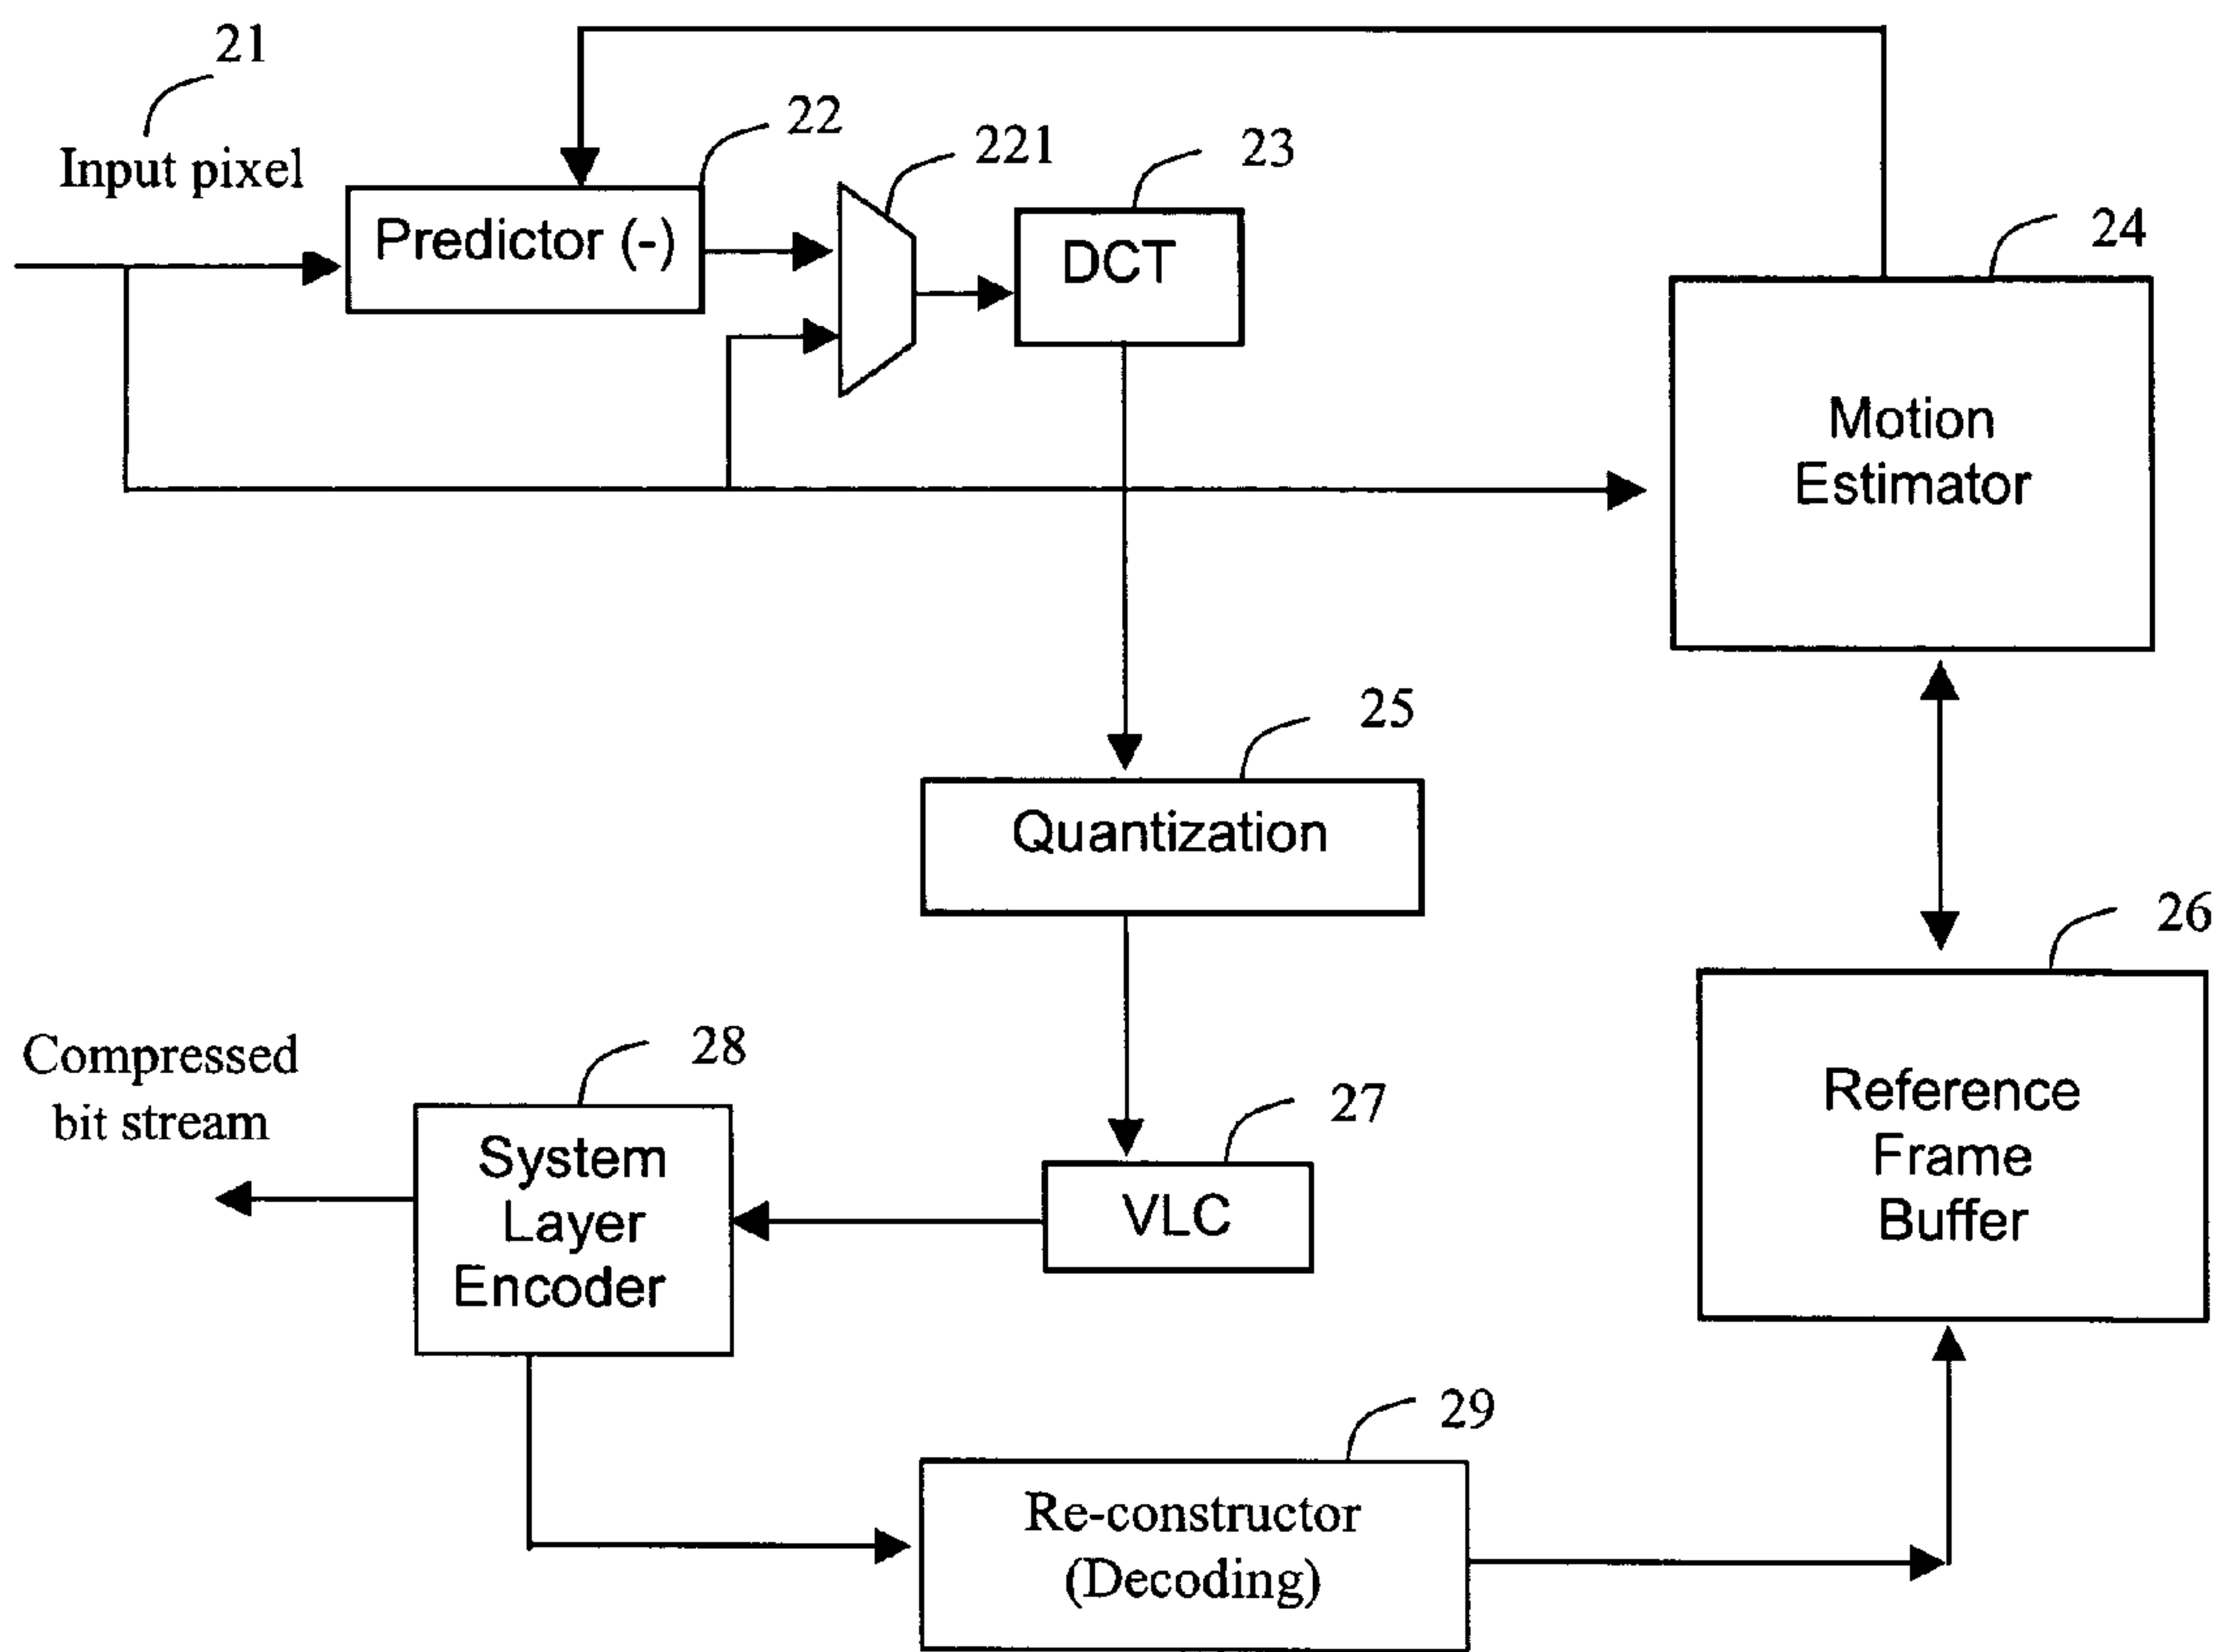 21
Input pixel
22
221
23
24
Predictor (-)
DCT
Motion
Estimator
25
Quantization
26
Compressed
bit stream
28
System
Layer
Encoder
27
VLC
Reference
Frame
Buffer
29
Re-constructor
(Decoding)